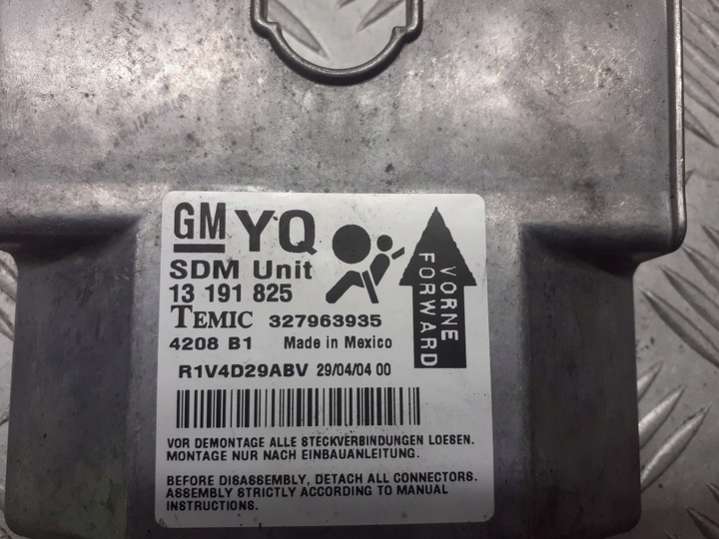 GM YQ
SDM Unit
13 191 825
TEMIC 327963935
4208 B1 Made in Mexico
R1V4D29ABV 29/04/04 00
VORNE
FORWARD
VOR DEMONTAGE ALLE STECKVERBINDUNGEN LOESEN.
MONTAGE NUR NACH EINBAUANLEITUNG.
BEFORE DISASSEMBLY, DETACH ALL CONNECTORS.
ASSEMBLY STRICTLY ACCORDING TO MANUAL
INSTRUCTIONS.